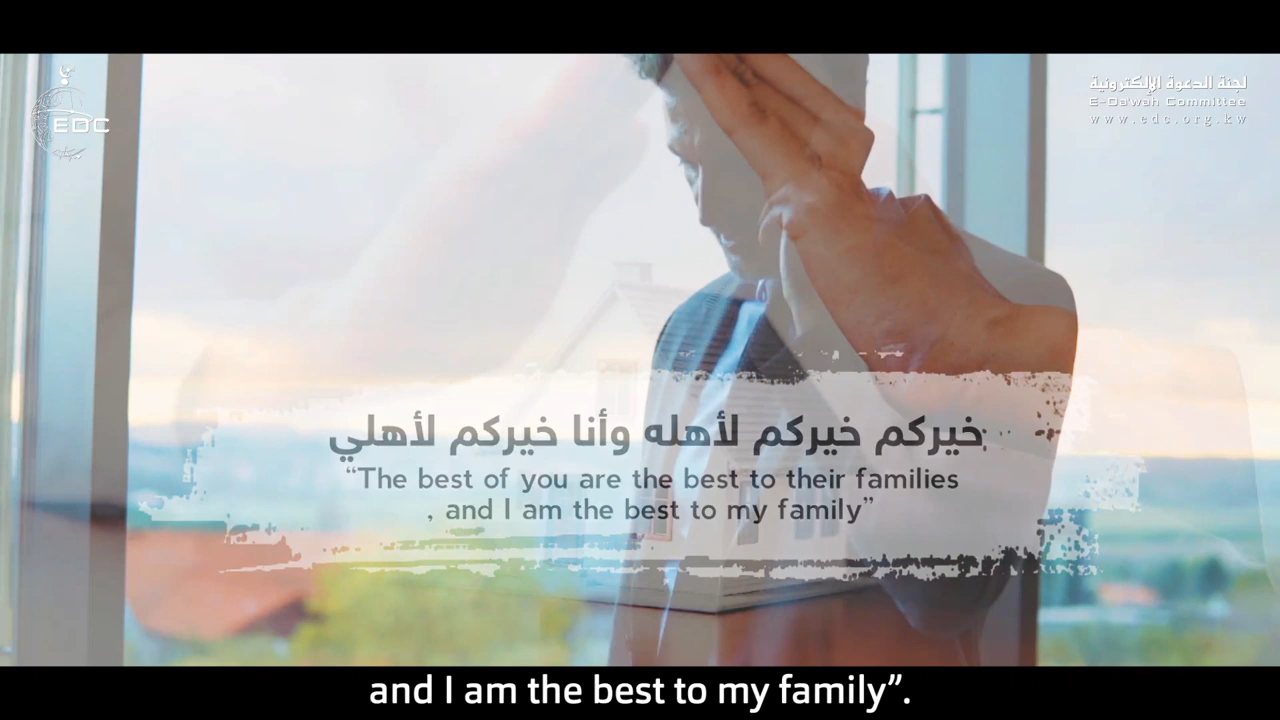 EDC
لجنة الدعوة الإلكترونية
E-Da'wah Committee
www.edc.org.kw
خيركم خيركم لأهله وأنا خيركم لأهلي
“The best of you are the best to their families
, and I am the best to my family”
and I am the best to my family”.